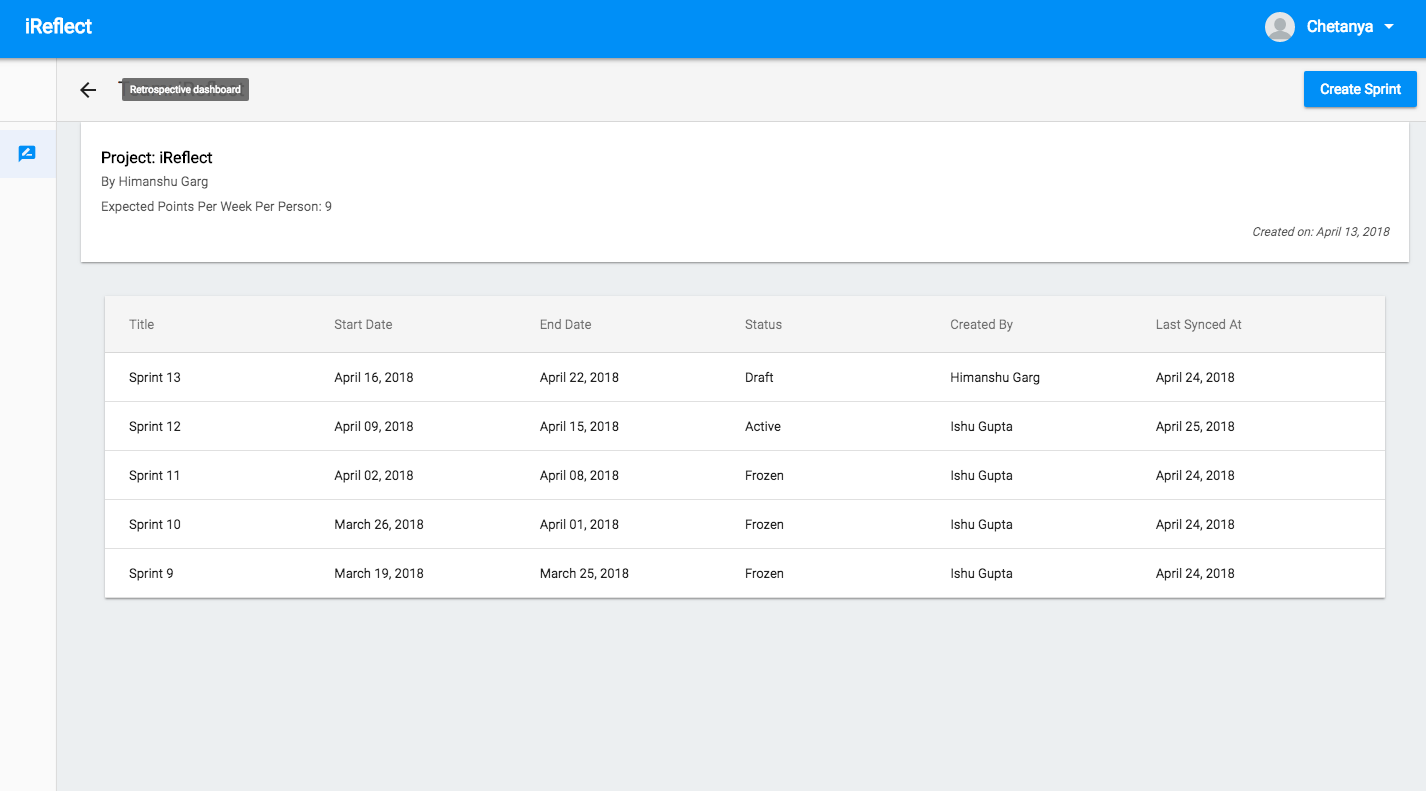 iReflect
Chetanya
Retrospective dashboard
Create Sprint
Project: iReflect
By Himanshu Garg
Expected Points Per Week Per Person: 9
Created on: April 13, 2018
Title Start Date End Date Status Created By Last Synced At
Sprint 13 April 16, 2018 April 22, 2018 Draft Himanshu Garg April 24, 2018
Sprint 12 April 09, 2018 April 15, 2018 Active Ishu Gupta April 25, 2018
Sprint 11 April 02, 2018 April 08, 2018 Frozen Ishu Gupta April 24, 2018
Sprint 10 March 26, 2018 April 01, 2018 Frozen Ishu Gupta April 24, 2018
Sprint 9 March 19, 2018 March 25, 2018 Frozen Ishu Gupta April 24, 2018